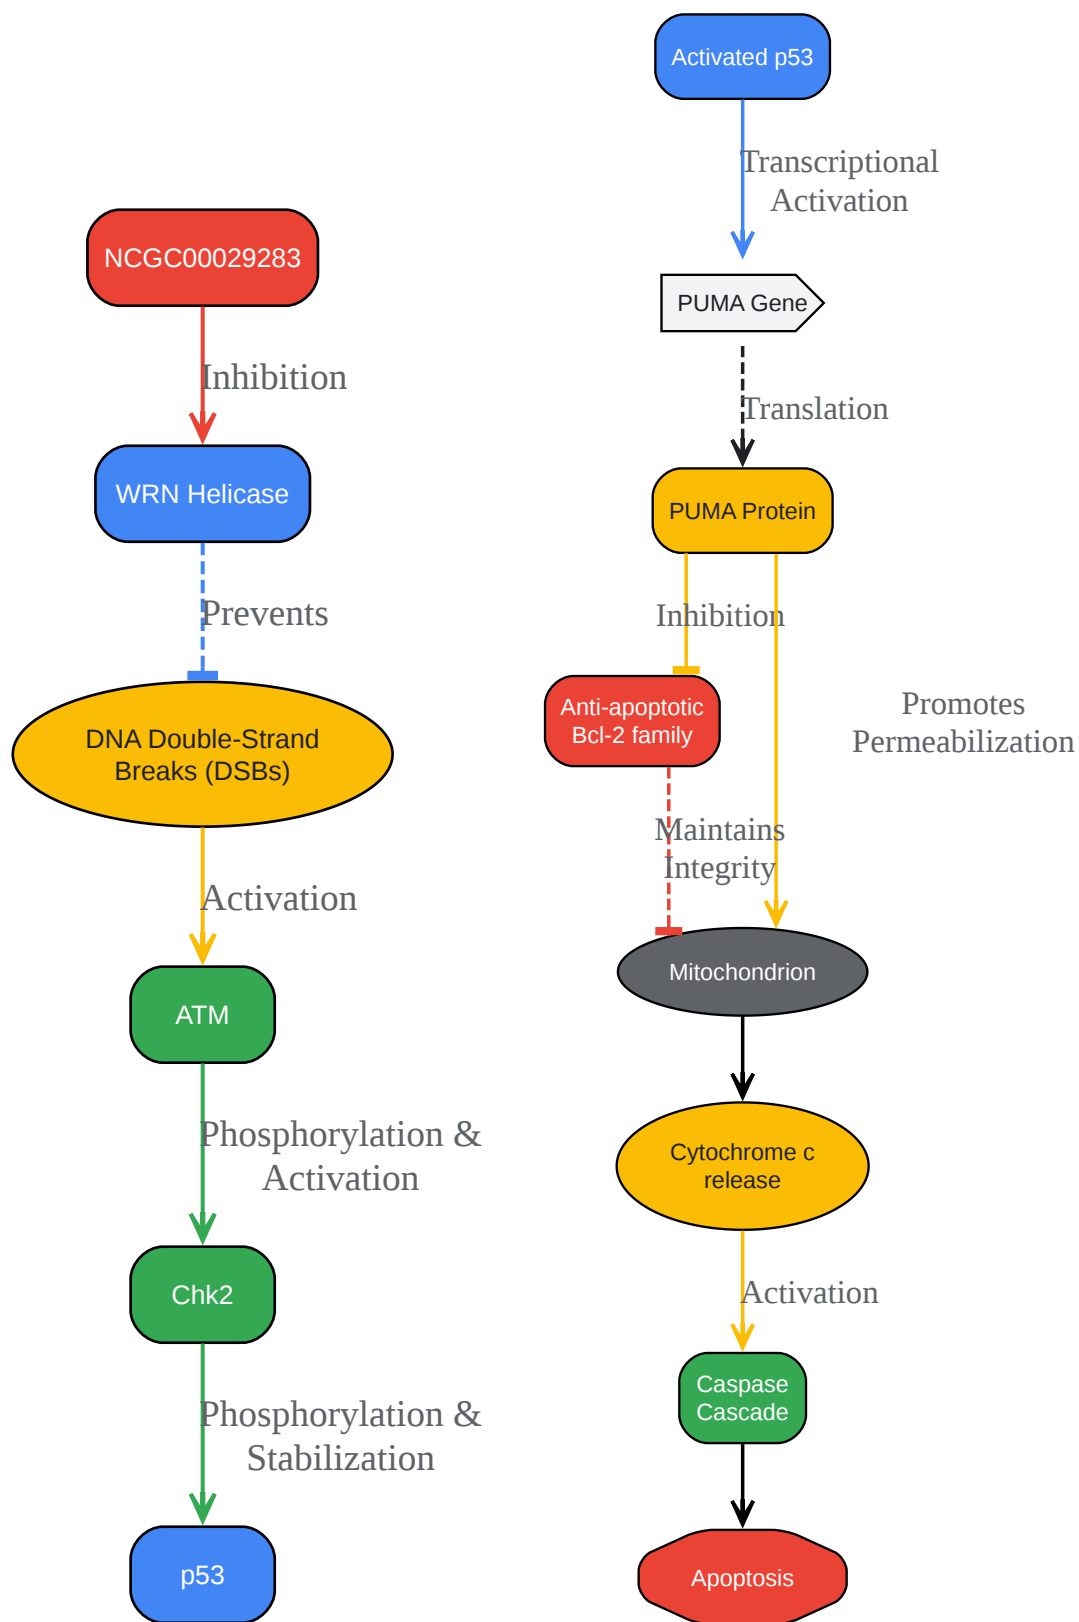 NCGC00029283
Inhibition
WRN Helicase
Prevents
DNA Double-Strand
Breaks (DSBs)
Activation
ATM
Phosphorylation &
Activation
Chk2
Phosphorylation &
Stabilization
p53
Activated p53
Transcriptional
Activation
PUMA Gene
Translation
PUMA Protein
Inhibition
Anti-apoptotic
Bcl-2 family
Promotes
Permeabilization
Maintains
Integrity
Mitochondrion
Cytochrome c
release
Activation
Caspase
Cascade
Apoptosis